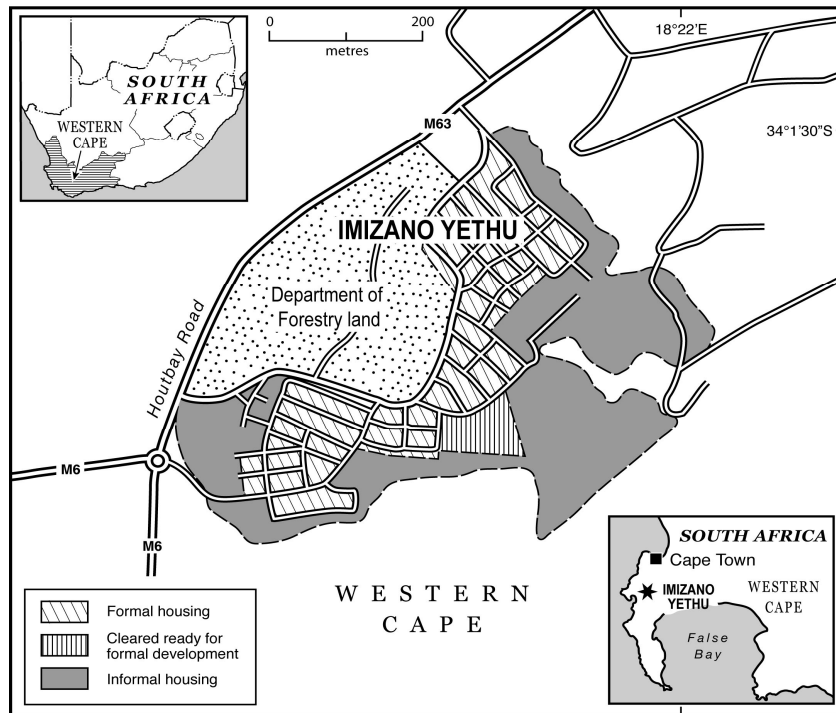 SOUTH
AFRICA
WESTERN
CAPE
0
200
metres
18°22'E
34°1'30"S
M63
IMIZANO YETHU
Department of
Forestry land
Houtbay Road
M6
M6
WESTERN
CAPE
Formal housing
Cleared ready for
formal development
Informal housing
SOUTH AFRICA
Cape Town
IMIZANO
YETHU
WESTERN
CAPE
False
Bay